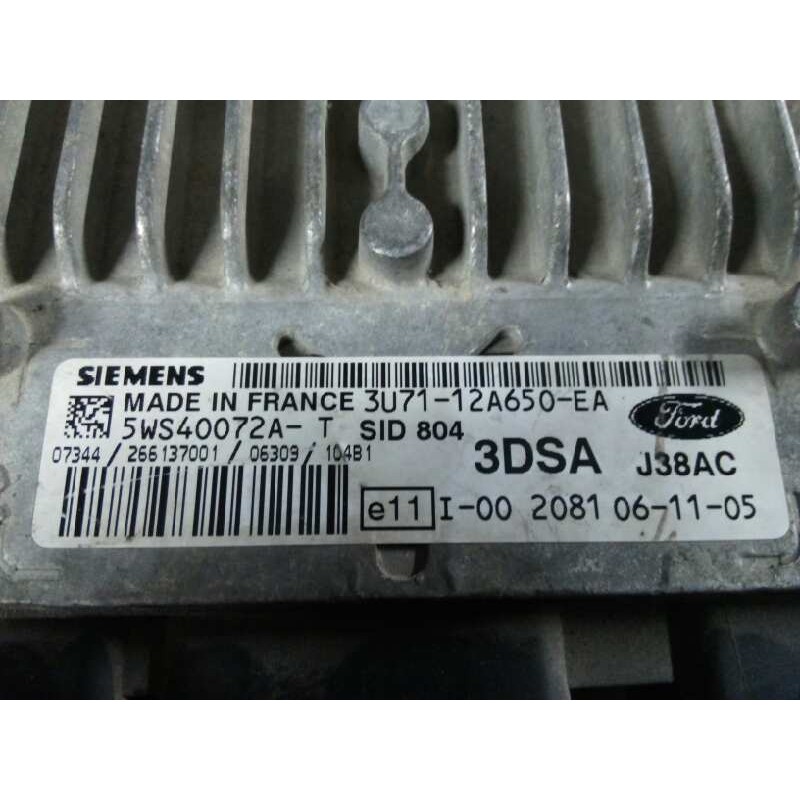 SIEMENS
MADE IN FRANCE 3U71-12A650-EA
5WS40072A- T SID 804
Ford
07344 / 266137001 / 06309 / 104B1
3DSA J38AC
e11 I-00 2081 06-11-05